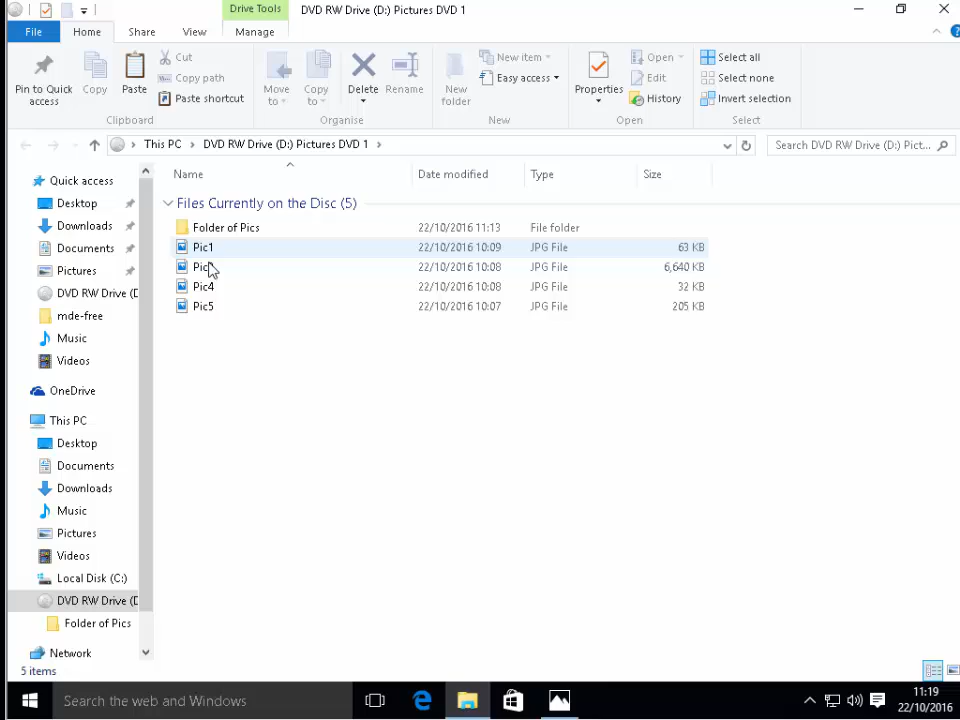 Drive Tools
DVD RW Drive (D:) Pictures DVD 1
File Home Share View Manage
Pin to Quick access
Copy
Paste
Cut
Copy path
Paste shortcut
Clipboard
Move to
Copy to
Delete
Rename
Organise
New folder
New item
Easy access
New
Properties
Open
Edit
History
Open
Select all
Select none
Invert selection
Select
This PC DVD RW Drive (D:) Pictures DVD 1
Search DVD RW Drive (D:) Pict...
Name Date modified Type Size
Files Currently on the Disc (5)
Folder of Pics 22/10/2016 11:13 File folder
Pic1 22/10/2016 10:09 JPG File 63 KB
22/10/2016 10:08 JPG File 6,640 KB
Pic4 22/10/2016 10:08 JPG File 32 KB
Pic5 22/10/2016 10:07 JPG File 205 KB
Quick access
Desktop
Downloads
Documents
Pictures
DVD RW Drive (D
mde-free
Music
Videos
OneDrive
This PC
Desktop
Documents
Downloads
Music
Pictures
Videos
Local Disk (C:)
DVD RW Drive (D
Folder of Pics
Network
5 items
Search the web and Windows
11:19
22/10/2016